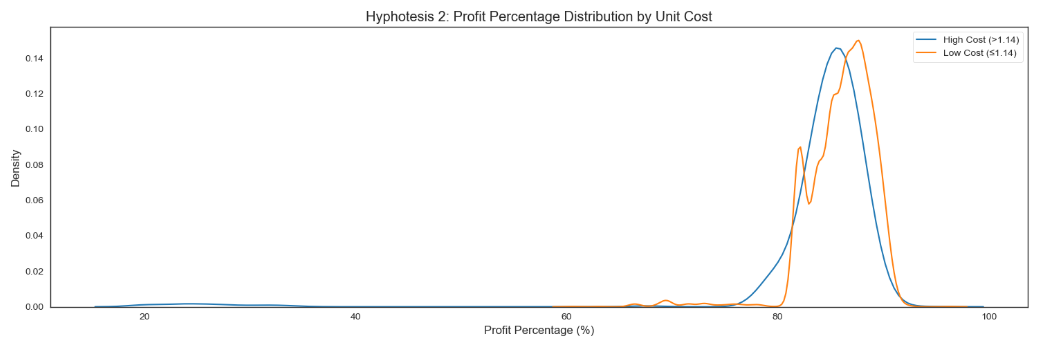 Hyphotesis 2: Profit Percentage Distribution by Unit Cost
High Cost (>1.14)
Low Cost (≤1.14)
0.14
0.12
0.10
0.08
0.06
0.04
0.02
0.00
Density
20
40
60
80
100
Profit Percentage (%)